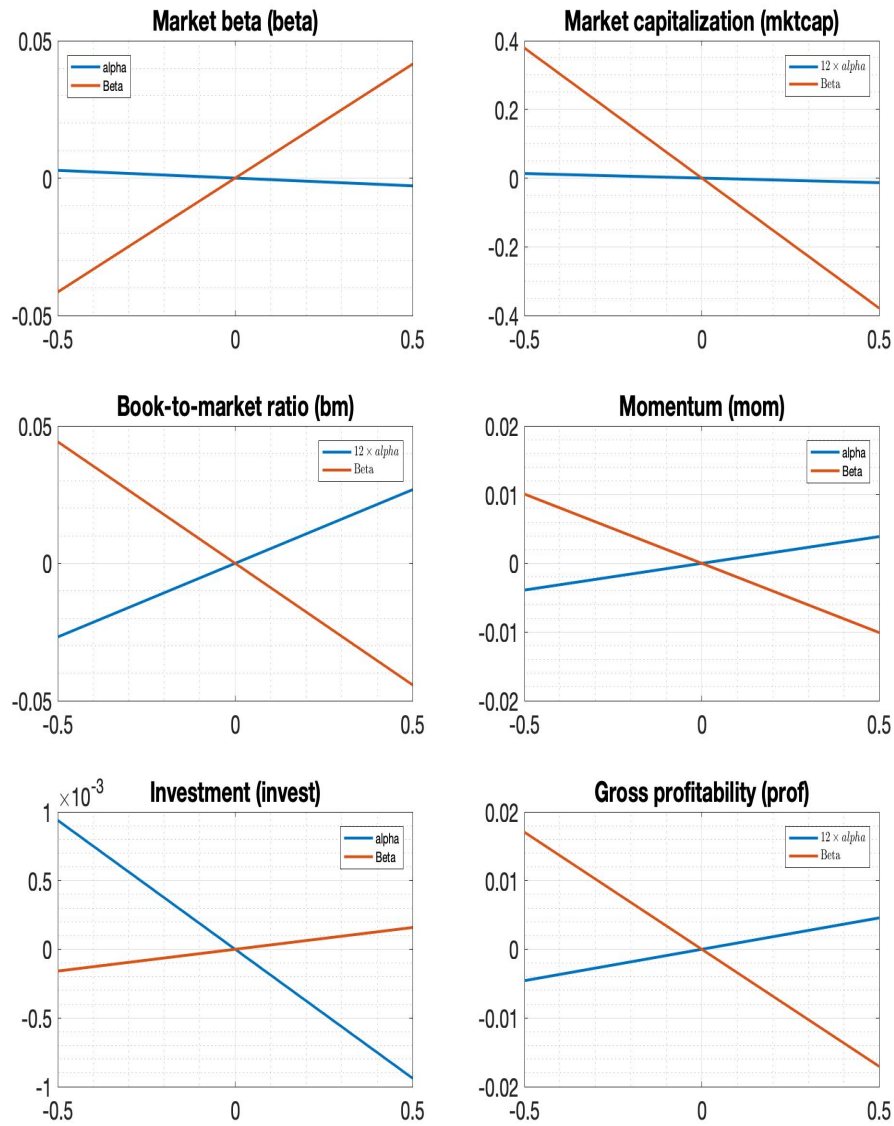 Market beta (beta)
0.05
0
-0.05
-0.5 0 0.5
alpha
Beta
Market capitalization (mktcap)
0.4
0.2
0
-0.2
-0.4
-0.5 0 0.5
12 × alpha
Beta
Book-to-market ratio (bm)
0.05
0
-0.05
-0.5 0 0.5
12 × alpha
Beta
Momentum (mom)
0.02
0.01
0
-0.01
-0.02
-0.5 0 0.5
alpha
Beta
Investment (invest)
×10⁻³
1
0.5
0
-0.5
-1
-0.5 0 0.5
alpha
Beta
Gross profitability (prof)
0.02
0.01
0
-0.01
-0.02
-0.5 0 0.5
12 × alpha
Beta